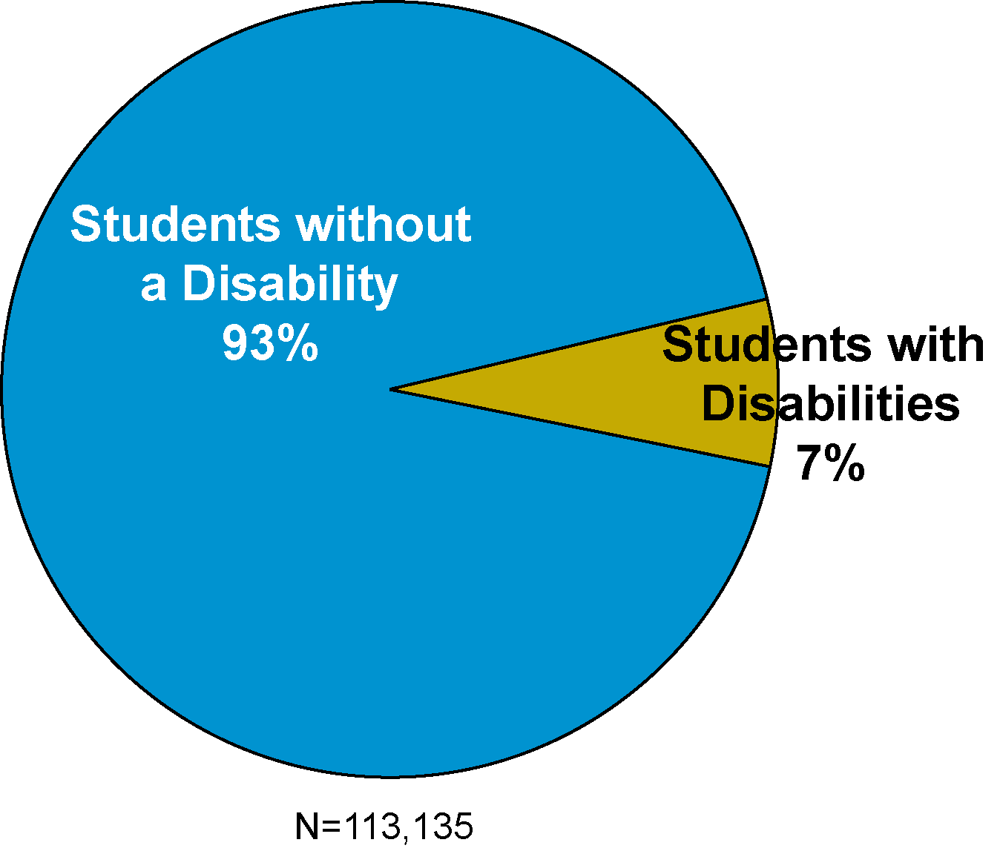 Students without
a Disability
93%
Students with
Disabilities
7%
N=113,135